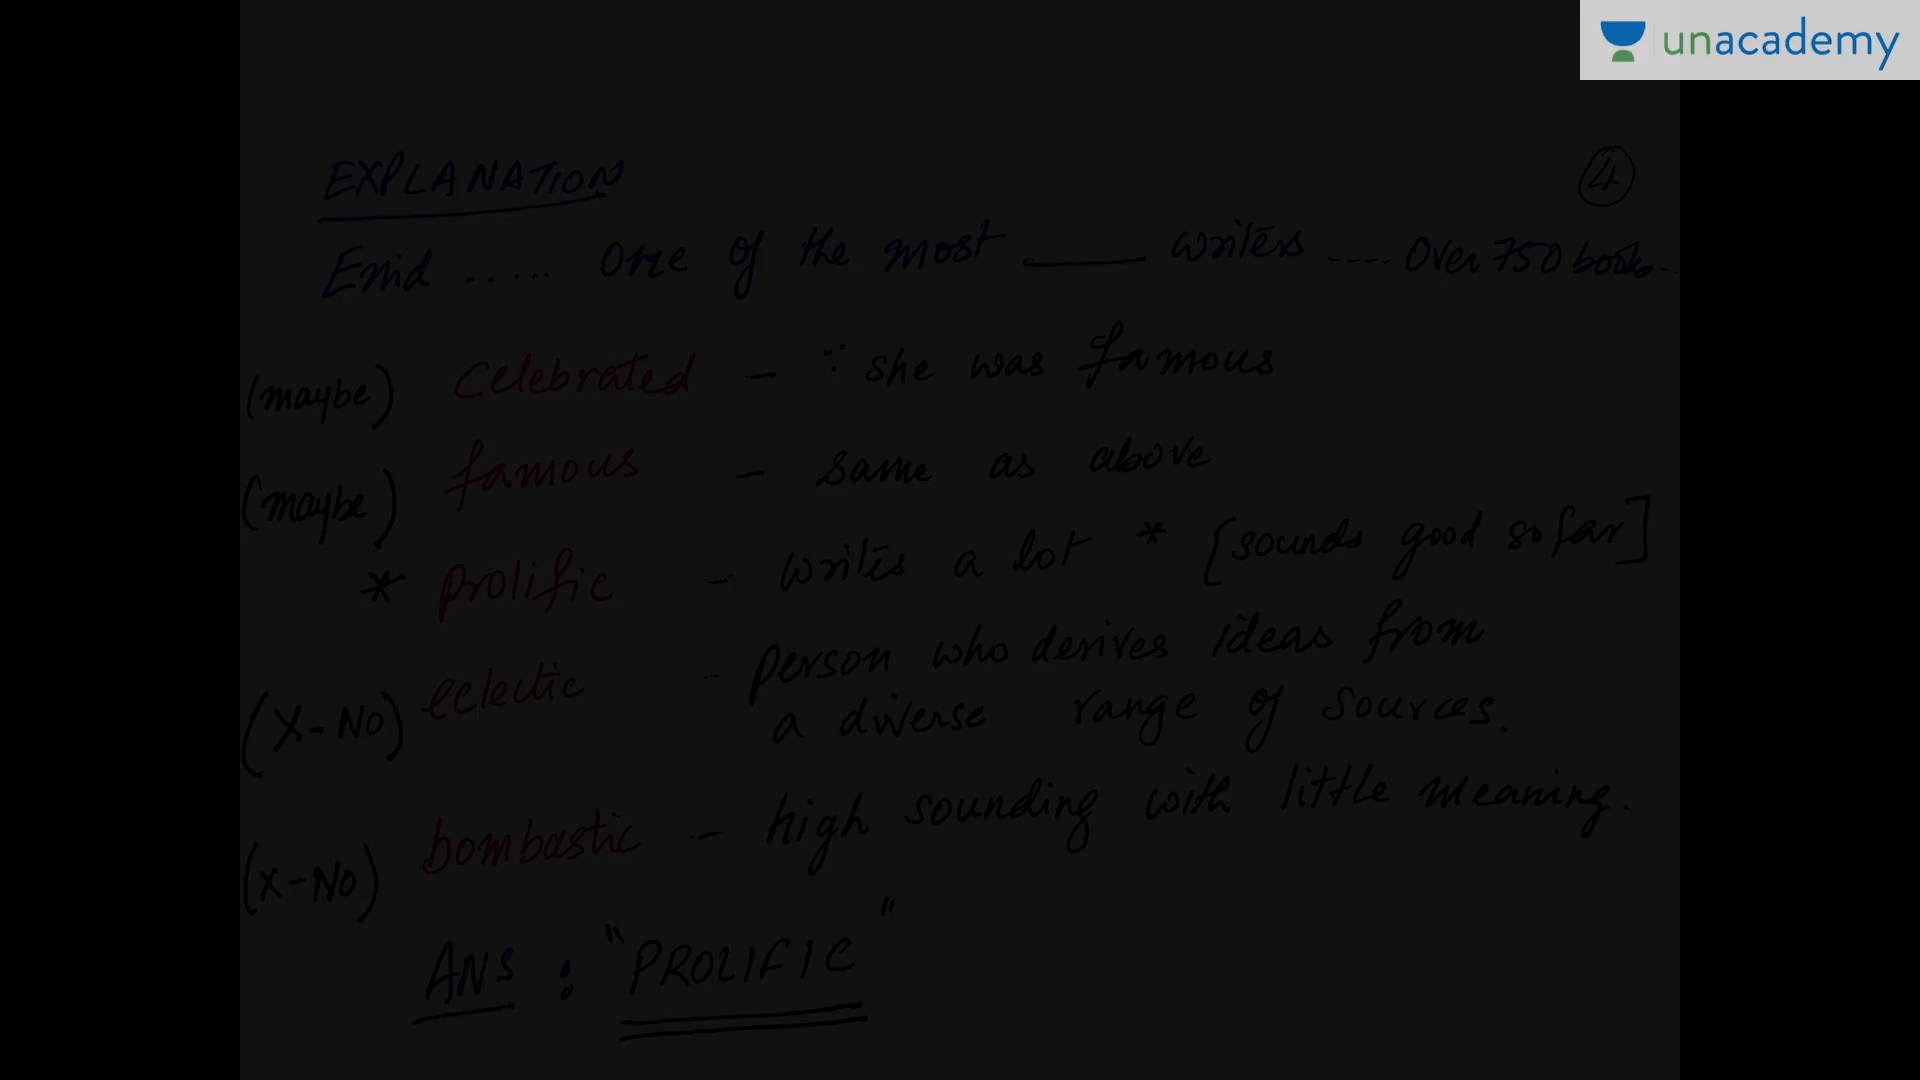 unacademy
EXPLANATION
④
Enid ..... One of the most ______ writers .... Over 750 books...
(maybe) Celebrated - ∵ she was famous
(maybe) famous - same as above
* prolific - writes a lot * [sounds good so far]
(X-NO) eclectic - person who derives ideas from
a diverse range of sources.
(X-NO) bombastic - high sounding with little meaning.
ANS : "PROLIFIC"